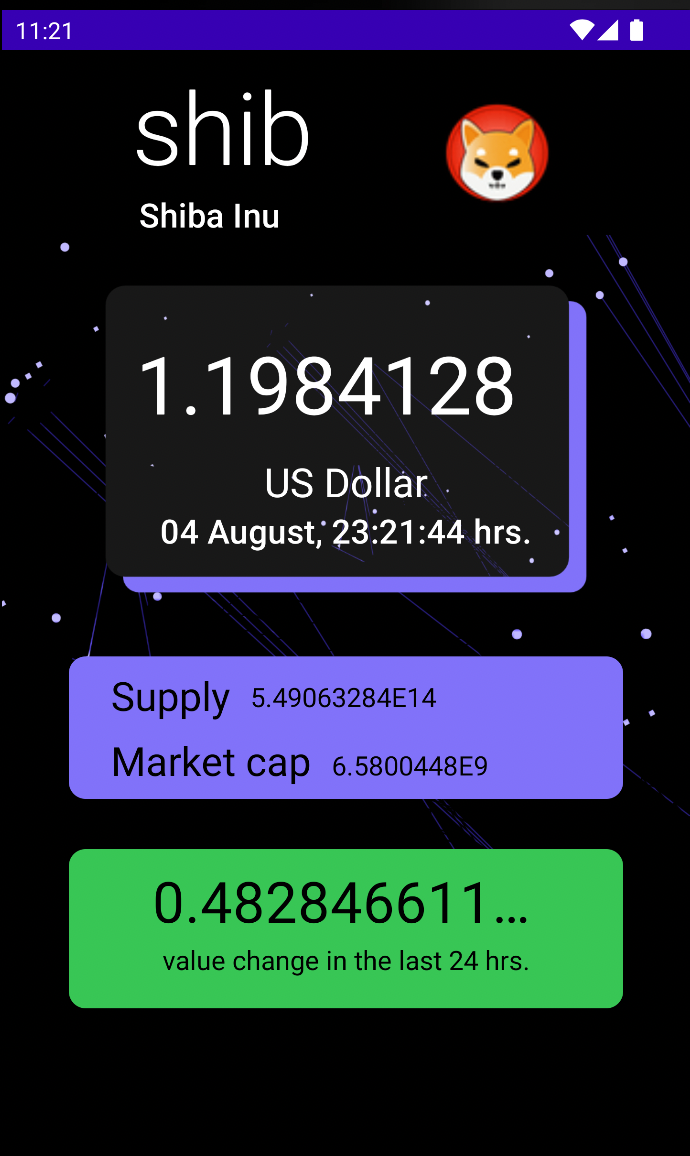 11:21
shib
Shiba Inu
1.1984128
US Dollar
04 August, 23:21:44 hrs.
Supply 5.49063284E14
Market cap 6.5800448E9
0.482846611…
value change in the last 24 hrs.